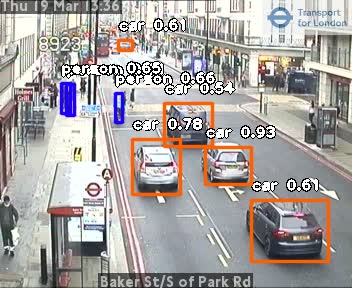 Thu 19 Mar 13:36
TRANSPORT
FOR LONDON
car 0.61
8923
person 0.65
person 0.66
car 0.54
car 0.78
car 0.93
car 0.61
A
Baker St/S of Park Rd